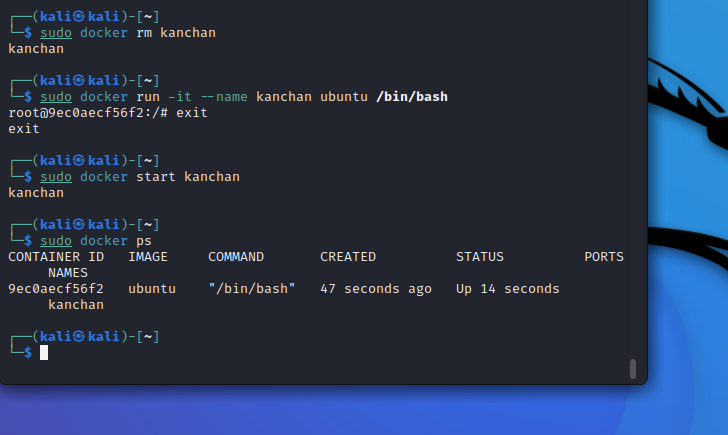 ┌──(kali㉿kali)-[~]
└─$ sudo docker rm kanchan
kanchan
┌──(kali㉿kali)-[~]
└─$ sudo docker run -it --name kanchan ubuntu /bin/bash
root@9ec0aecf56f2:/# exit
exit
┌──(kali㉿kali)-[~]
└─$ sudo docker start kanchan
kanchan
┌──(kali㉿kali)-[~]
└─$ sudo docker ps
CONTAINER ID   IMAGE     COMMAND       CREATED          STATUS          PORTS
     NAMES
9ec0aecf56f2   ubuntu    "/bin/bash"   47 seconds ago   Up 14 seconds
     kanchan
┌──(kali㉿kali)-[~]
└─$